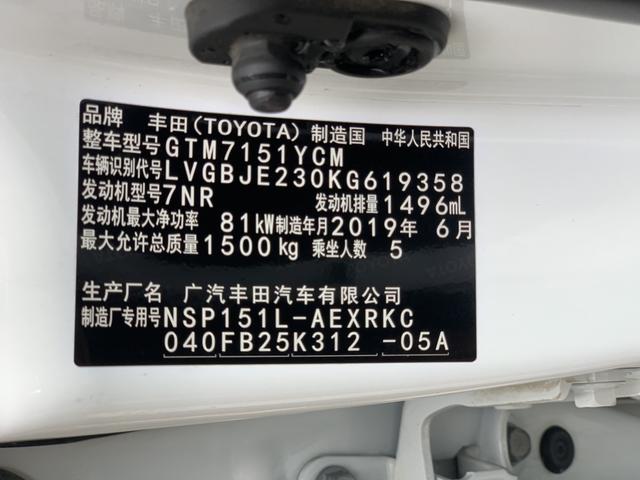 品牌 丰田(TOYOTA) 制造国 中华人民共和国
整车型号GTM7151YCM
车辆识别代号LVGBJE230KG619358
发动机型号7NR 发动机排量1496mL
发动机最大净功率 81kW制造年月2019年 6月
最大允许总质量1500kg 乘坐人数 5
生产厂名 广汽丰田汽车有限公司
制造厂专用号NSP151L-AEXRKC
040FB25K312 -05A